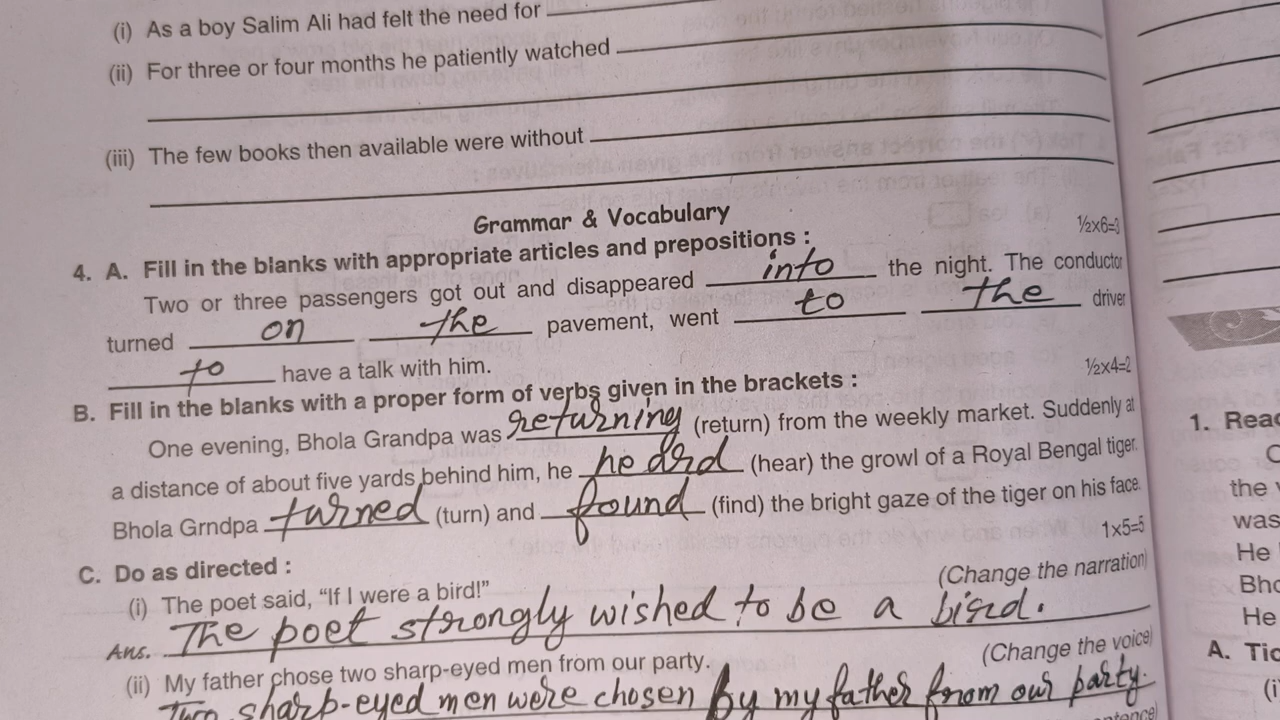 (i) As a boy Salim Ali had felt the need for
(ii) For three or four months he patiently watched
(iii) The few books then available were without
Grammar & Vocabulary
4. A. Fill in the blanks with appropriate articles and prepositions : ½x6=3
Two or three passengers got out and disappeared into the night. The conductor
turned on the pavement, went to the driver
to have a talk with him.
B. Fill in the blanks with a proper form of verbs given in the brackets : ½x4=2
One evening, Bhola Grandpa was returning (return) from the weekly market. Suddenly at
a distance of about five yards behind him, he heard (hear) the growl of a Royal Bengal tiger.
Bhola Grndpa turned (turn) and found (find) the bright gaze of the tiger on his face.
C. Do as directed : 1x5=5
(i) The poet said, “If I were a bird!” (Change the narration)
Ans. The poet strongly wished to be a bird.
(ii) My father chose two sharp-eyed men from our party. (Change the voice)
Two sharp-eyed men were chosen by my father from our party.
1. Read
the
was
He
Bho
He
A. Tic
(i